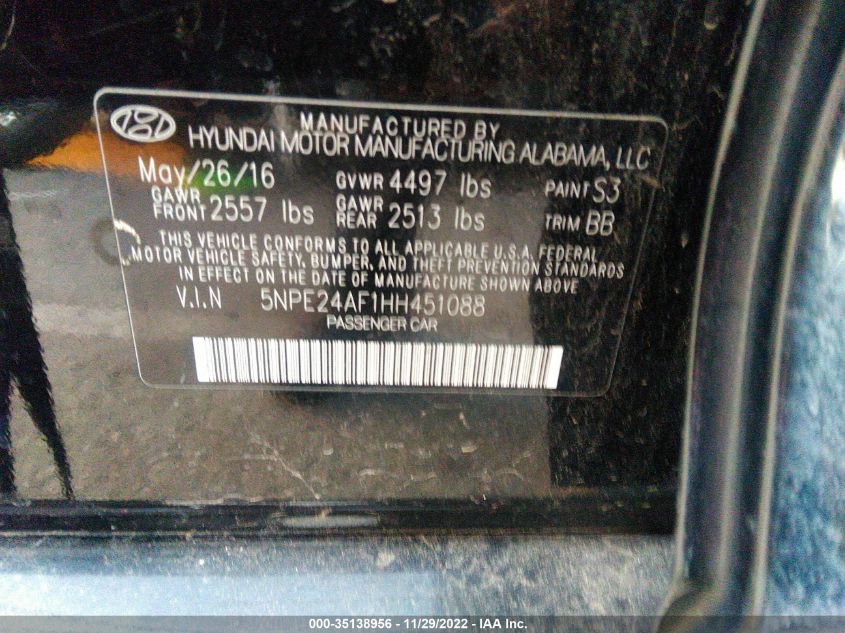 MANUFACTURED BY
HYUNDAI MOTOR MANUFACTURING ALABAMA, LLC
May/26/16 GVWR 4497 lbs PAINT S3
GAWR FRONT 2557 lbs GAWR REAR 2513 lbs TRIM BB
THIS VEHICLE CONFORMS TO ALL APPLICABLE U.S.A. FEDERAL
MOTOR VEHICLE SAFETY, BUMPER, AND THEFT PREVENTION STANDARDS
IN EFFECT ON THE DATE OF MANUFACTURE SHOWN ABOVE.
V.I.N 5NPE24AF1HH451088
PASSENGER CAR
000-35138956 - 11/29/2022 - IAA Inc.